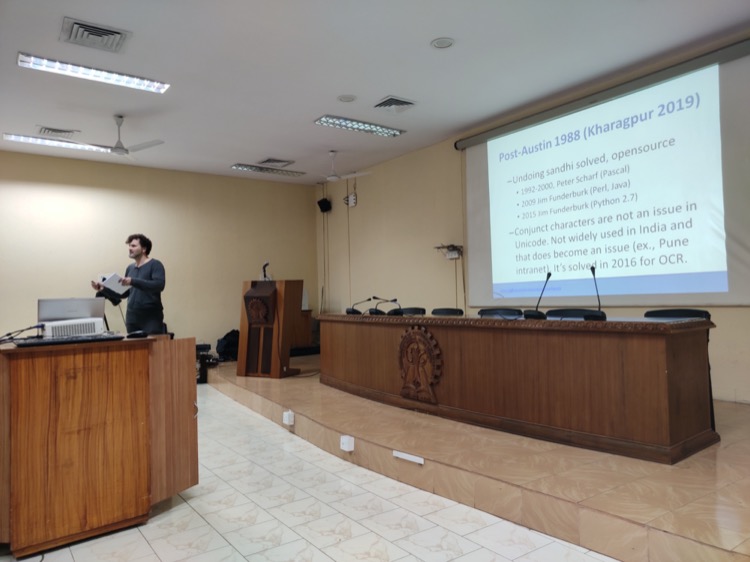 Post-Austin 1988 (Kharagpur 2019)
–Undoing sandhi solved, opensource
• 1992-2000, Peter Scharf (Pascal)
• 2009 Jim Funderburk (Perl, Java)
• 2015 Jim Funderburk (Python 2.7)
–Conjunct characters are not an issue in
Unicode. Not widely used in India and
that does become an issue (ex., Pune
intranet). It's solved in 2016 for OCR.